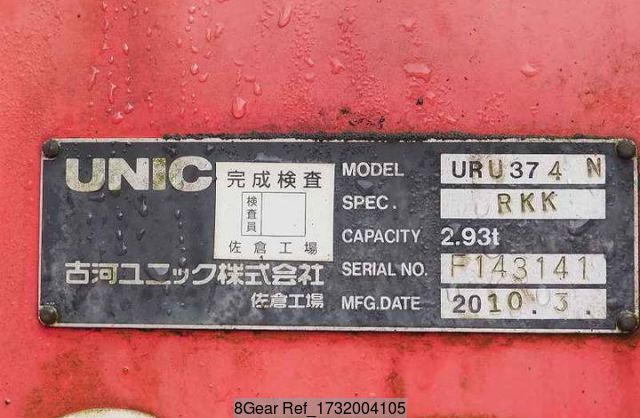 UNIC
完成検査
検査員
佐倉工場
古河ユニック株式会社
佐倉工場
MODEL URU374 N
SPEC. RKK
CAPACITY 2.93t
SERIAL NO. F143141
MFG.DATE 2010.3.
8Gear Ref_1732004105